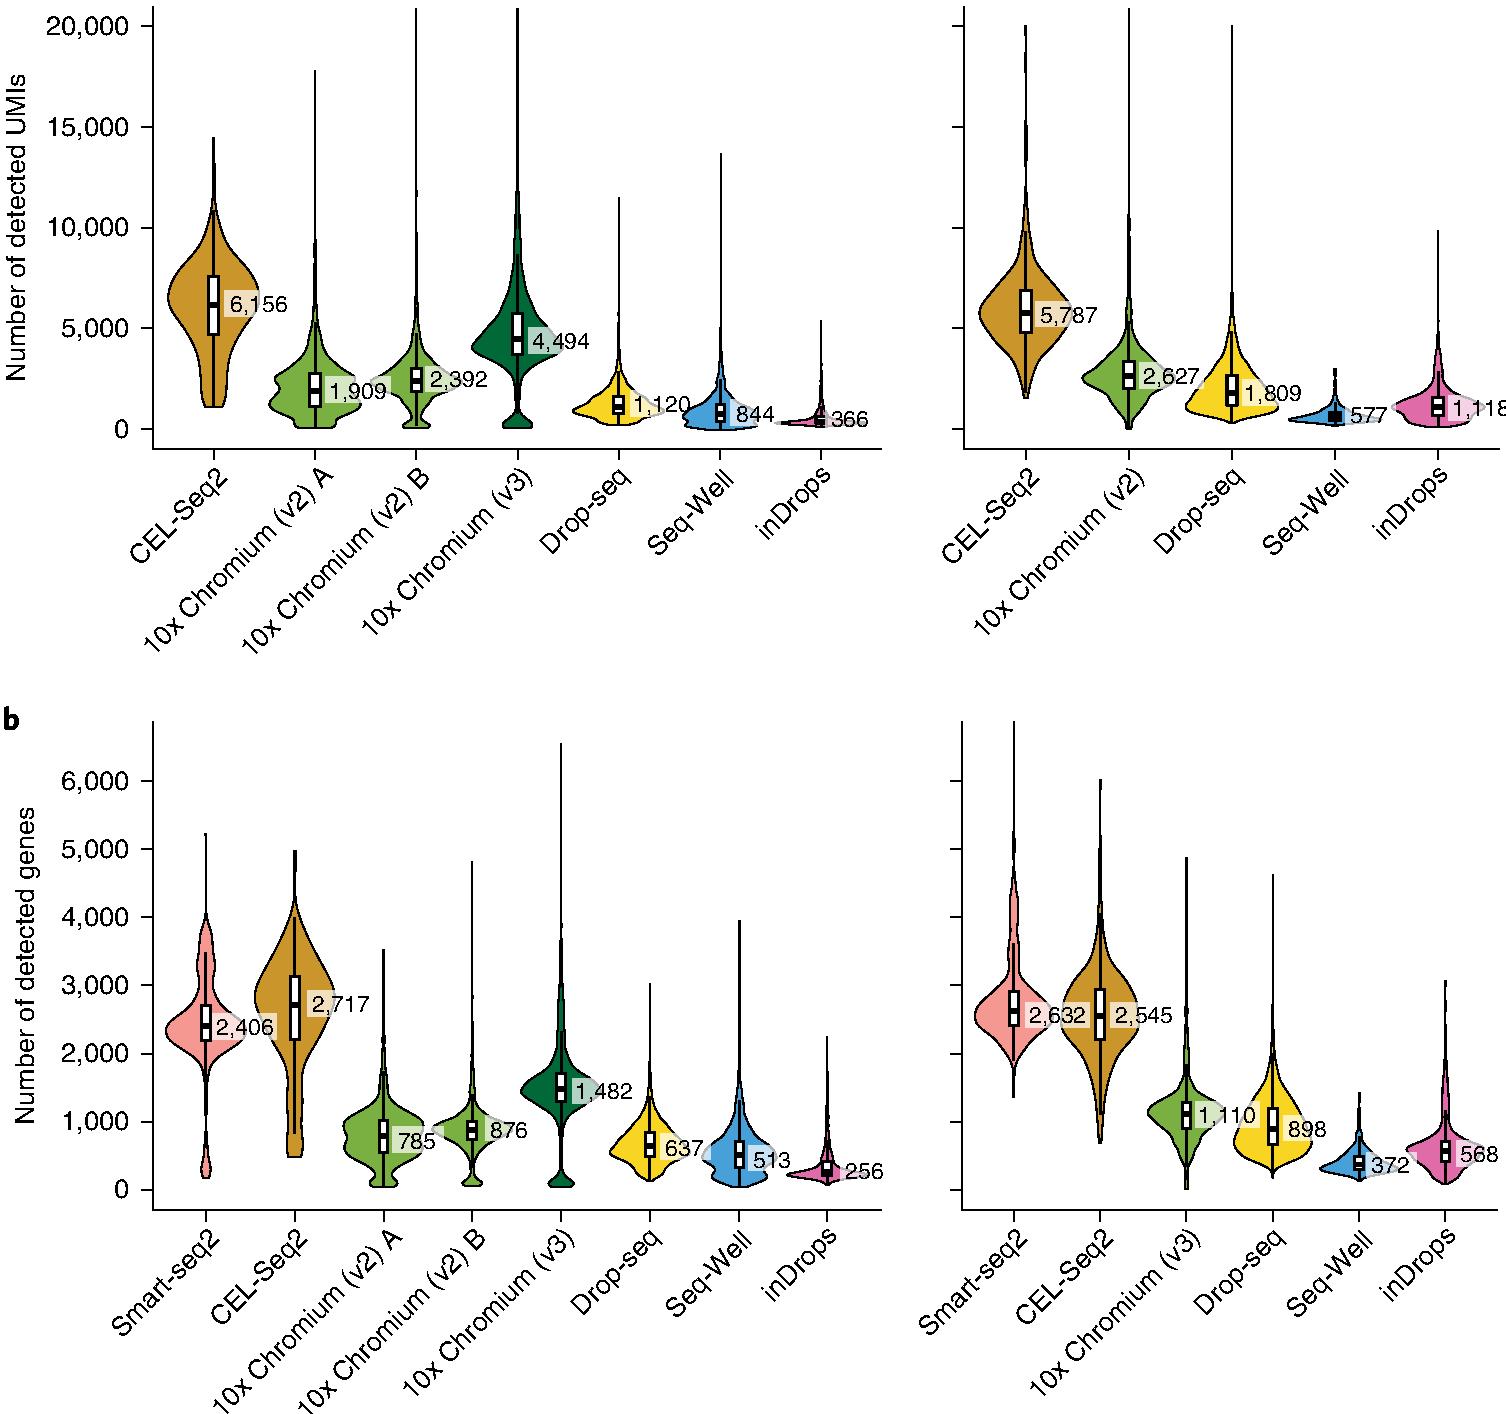 Number of detected UMIs
20,000
15,000
10,000
5,000
0
6,156
1,909
2,392
4,494
1,120
844
366
CEL-Seq2
10x Chromium (v2) A
10x Chromium (v2) B
10x Chromium (v3)
Drop-seq
Seq-Well
inDrops
5,787
2,627
1,809
577
1,118
CEL-Seq2
10x Chromium (v2)
Drop-seq
Seq-Well
inDrops
b
Number of detected genes
6,000
5,000
4,000
3,000
2,000
1,000
0
2,406
2,717
785
876
1,482
637
513
256
Smart-seq2
CEL-Seq2
10x Chromium (v2) A
10x Chromium (v2) B
10x Chromium (v3)
Drop-seq
Seq-Well
inDrops
2,632
2,545
1,110
898
372
568
Smart-seq2
CEL-Seq2
10x Chromium (v3)
Drop-seq
Seq-Well
inDrops